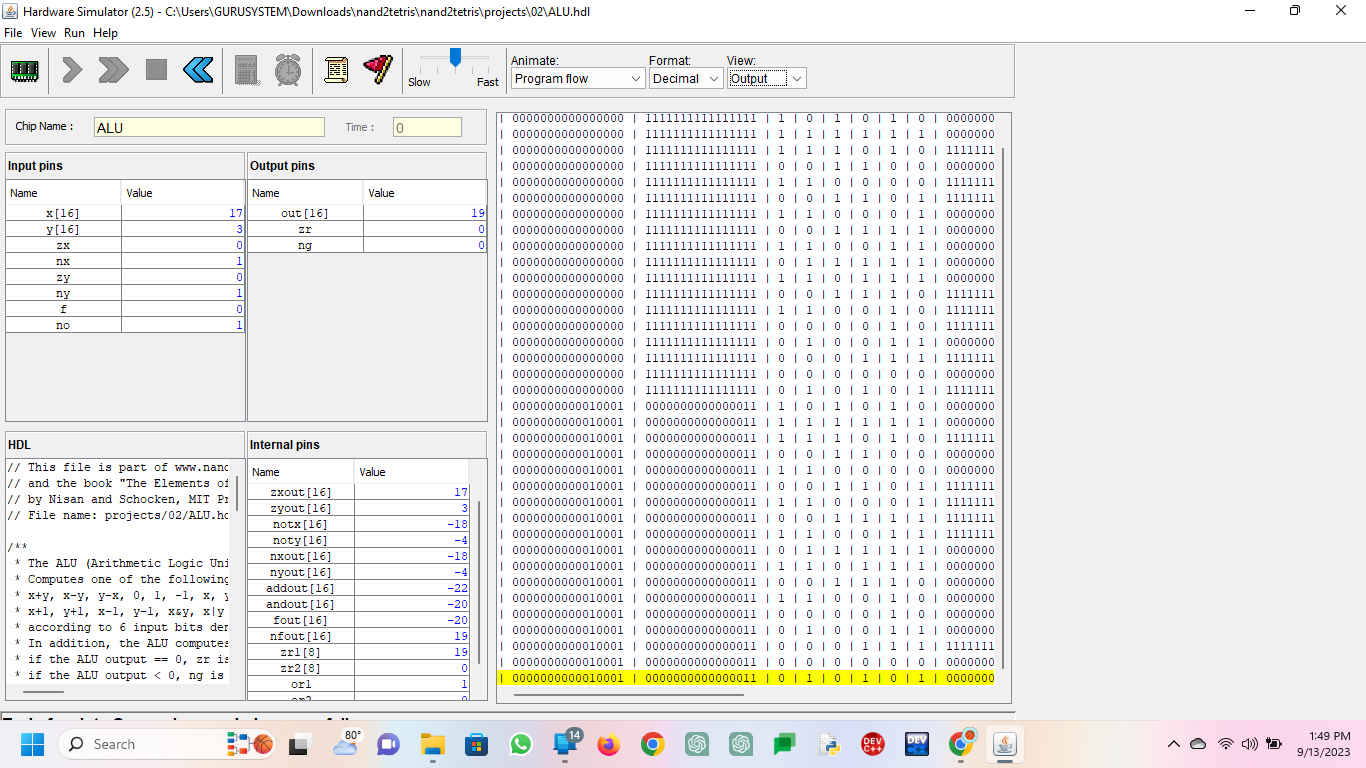 Hardware Simulator (2.5) - C:\Users\GURUSYSTEM\Downloads\nand2tetris\nand2tetris\projects\02\ALU.hdl
File View Run Help
Slow Fast
Animate: Format: View:
Program flow Decimal Output
Chip Name : ALU Time : 0
Input pins
Name Value
x[16] 17
y[16] 3
zx 0
nx 1
zy 0
ny 1
f 0
no 1
Output pins
Name Value
out[16] 19
zr 0
ng 0
HDL
// This file is part of www.nand
// and the book "The Elements of
// by Nisan and Schocken, MIT Pr
// File name: projects/02/ALU.hd
/**
* The ALU (Arithmetic Logic Uni
* Computes one of the following
* x+y, x-y, y-x, 0, 1, -1, x, y
* x+1, y+1, x-1, y-1, x&y, x|y
* according to 6 input bits den
* In addition, the ALU computes
* if the ALU output == 0, zr is
* if the ALU output < 0, ng is
Internal pins
Name Value
zxout[16] 17
zyout[16] 3
notx[16] -18
noty[16] -4
nxout[16] -18
nyout[16] -4
addout[16] -22
andout[16] -20
fout[16] -20
nfout[16] 19
zr1[8] 19
zr2[8] 0
or1 1
| 0000000000000000 | 1111111111111111 | 1 | 0 | 1 | 0 | 1 | 0 | 0000000
| 0000000000000000 | 1111111111111111 | 1 | 1 | 1 | 1 | 1 | 1 | 0000000
| 0000000000000000 | 1111111111111111 | 1 | 1 | 1 | 0 | 1 | 0 | 1111111
| 0000000000000000 | 1111111111111111 | 0 | 0 | 1 | 1 | 0 | 0 | 0000000
| 0000000000000000 | 1111111111111111 | 1 | 1 | 0 | 0 | 0 | 0 | 1111111
| 0000000000000000 | 1111111111111111 | 0 | 0 | 1 | 1 | 0 | 1 | 1111111
| 0000000000000000 | 1111111111111111 | 1 | 1 | 0 | 0 | 0 | 1 | 0000000
| 0000000000000000 | 1111111111111111 | 0 | 0 | 1 | 1 | 1 | 1 | 0000000
| 0000000000000000 | 1111111111111111 | 1 | 1 | 0 | 0 | 1 | 1 | 0000000
| 0000000000000000 | 1111111111111111 | 0 | 1 | 1 | 1 | 1 | 1 | 0000000
| 0000000000000000 | 1111111111111111 | 1 | 1 | 0 | 1 | 1 | 1 | 0000000
| 0000000000000000 | 1111111111111111 | 0 | 0 | 1 | 1 | 1 | 0 | 1111111
| 0000000000000000 | 1111111111111111 | 1 | 1 | 0 | 0 | 1 | 0 | 1111111
| 0000000000000000 | 1111111111111111 | 0 | 0 | 0 | 0 | 1 | 0 | 1111111
| 0000000000000000 | 1111111111111111 | 0 | 1 | 0 | 0 | 1 | 1 | 0000000
| 0000000000000000 | 1111111111111111 | 0 | 0 | 0 | 1 | 1 | 1 | 1111111
| 0000000000000000 | 1111111111111111 | 0 | 0 | 0 | 0 | 0 | 0 | 0000000
| 0000000000000000 | 1111111111111111 | 0 | 1 | 0 | 1 | 0 | 1 | 1111111
| 0000000000010001 | 0000000000000011 | 1 | 0 | 1 | 0 | 1 | 0 | 0000000
| 0000000000010001 | 0000000000000011 | 1 | 1 | 1 | 1 | 1 | 1 | 0000000
| 0000000000010001 | 0000000000000011 | 1 | 1 | 1 | 0 | 1 | 0 | 1111111
| 0000000000010001 | 0000000000000011 | 0 | 0 | 1 | 1 | 0 | 0 | 0000000
| 0000000000010001 | 0000000000000011 | 1 | 1 | 0 | 0 | 0 | 0 | 0000000
| 0000000000010001 | 0000000000000011 | 0 | 0 | 1 | 1 | 0 | 1 | 1111111
| 0000000000010001 | 0000000000000011 | 1 | 1 | 0 | 0 | 0 | 1 | 1111111
| 0000000000010001 | 0000000000000011 | 0 | 0 | 1 | 1 | 1 | 1 | 1111111
| 0000000000010001 | 0000000000000011 | 1 | 1 | 0 | 0 | 1 | 1 | 1111111
| 0000000000010001 | 0000000000000011 | 0 | 1 | 1 | 1 | 1 | 1 | 0000000
| 0000000000010001 | 0000000000000011 | 1 | 1 | 0 | 1 | 1 | 1 | 0000000
| 0000000000010001 | 0000000000000011 | 0 | 0 | 1 | 1 | 1 | 0 | 0000000
| 0000000000010001 | 0000000000000011 | 1 | 1 | 0 | 0 | 1 | 0 | 0000000
| 0000000000010001 | 0000000000000011 | 0 | 0 | 0 | 0 | 1 | 0 | 0000000
| 0000000000010001 | 0000000000000011 | 0 | 1 | 0 | 0 | 1 | 1 | 0000000
| 0000000000010001 | 0000000000000011 | 0 | 0 | 0 | 1 | 1 | 1 | 1111111
| 0000000000010001 | 0000000000000011 | 0 | 0 | 0 | 0 | 0 | 0 | 0000000
| 0000000000010001 | 0000000000000011 | 0 | 1 | 0 | 1 | 0 | 1 | 0000000
Search
80°
14
DEV C++
DEV C++
1:49 PM
9/13/2023